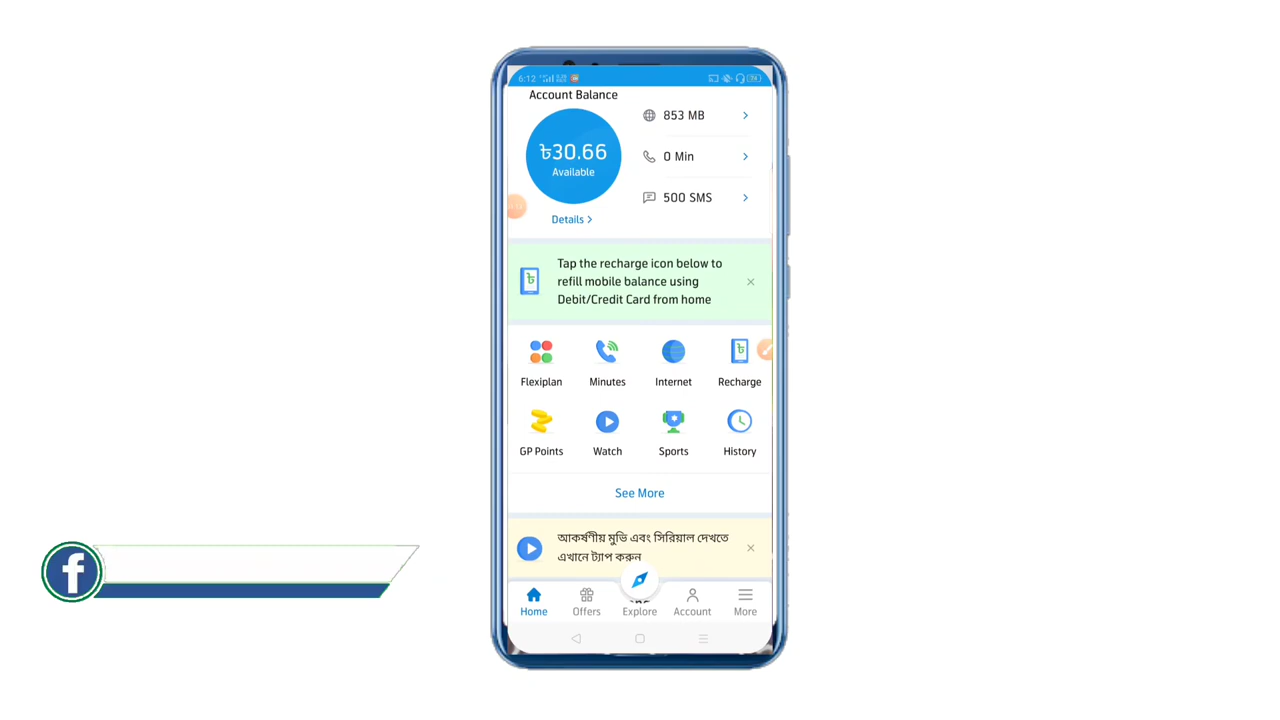 6:12
Account Balance
৳30.66
Available
Details >
853 MB
0 Min
500 SMS
Tap the recharge icon below to
refill mobile balance using
Debit/Credit Card from home
Flexiplan
Minutes
Internet
Recharge
GP Points
Watch
Sports
History
See More
আকর্ষণীয় মুভি এবং সিরিয়াল দেখতে
এখানে ট্যাপ করুন
Home
Offers
Explore
Account
More